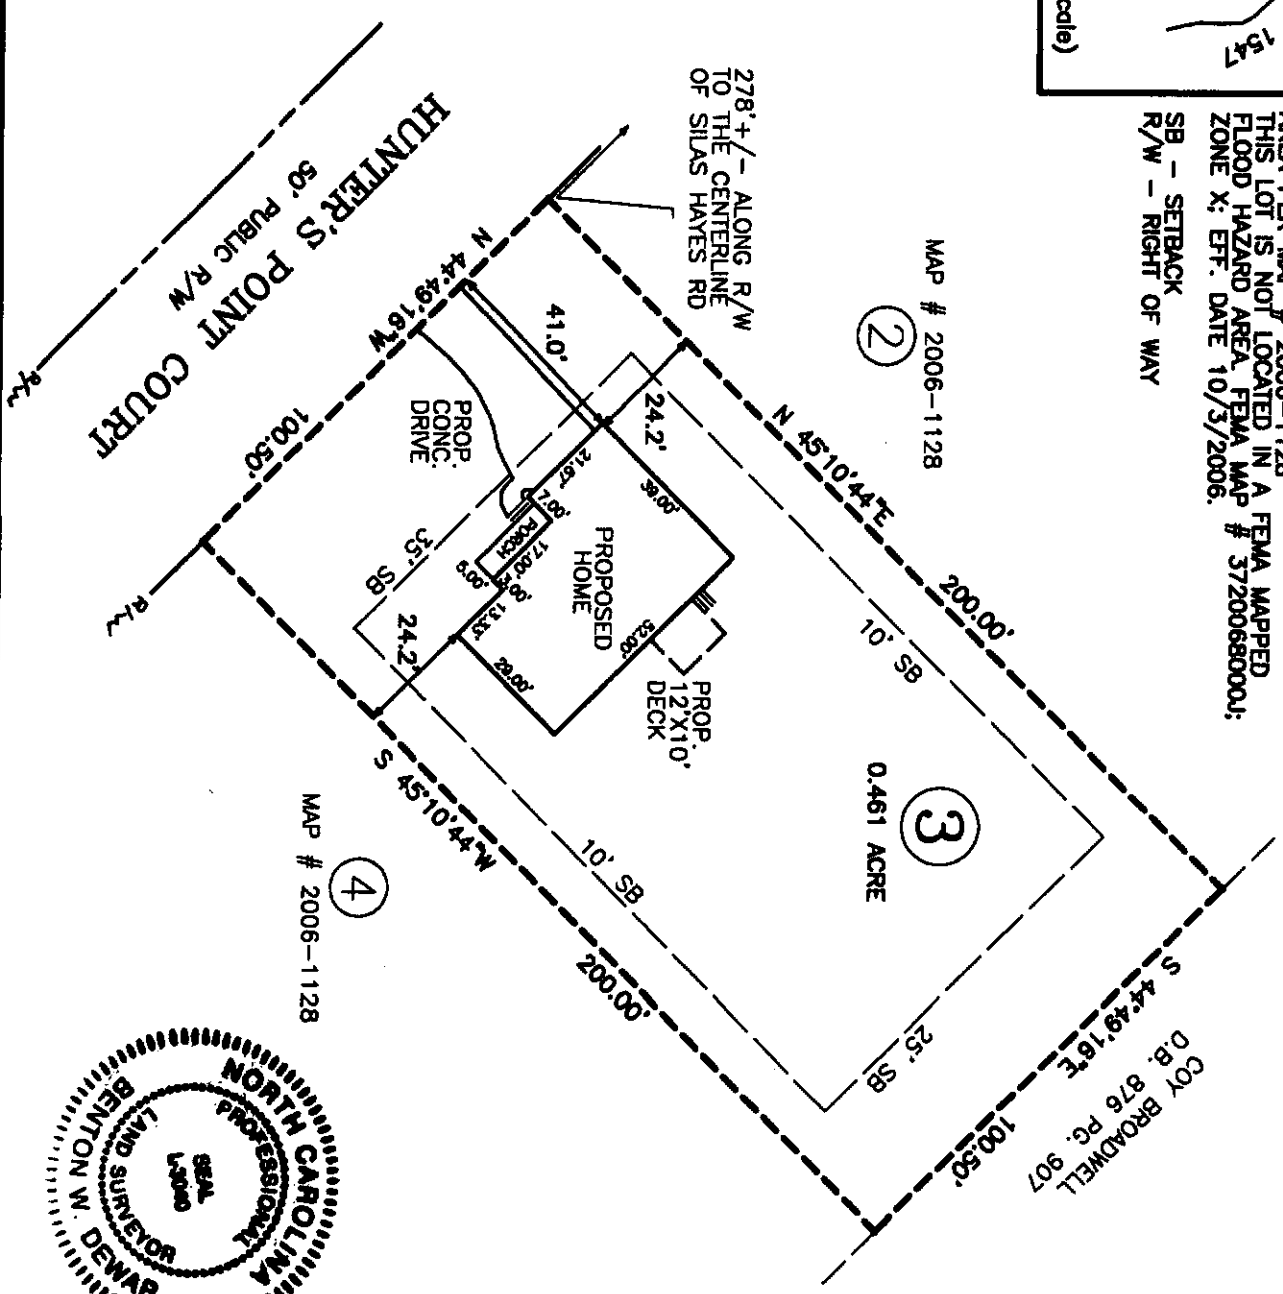 1547
cale)
THIS LOT IS NOT LOCATED IN A FEMA MAPPED
FLOOD HAZARD AREA. FEMA MAP # 3720068000J;
ZONE X; EFF. DATE 10/3/2006.
SB - SETBACK
R/W - RIGHT OF WAY
278'+/- ALONG R/W
TO THE CENTERLINE
OF SILAS HAYES RD
MAP # 2006-1128
2
HUNTER'S POINT COURT
50' PUBLIC R/W
R/W
R/W
N 44°49'16"W
100.50'
41.0'
24.2'
N 45°10'44"E
200.00'
10' SB
PROP.
CONC.
DRIVE
35' SB
21.67'
7.00'
PORCH
17.00'
5.00'
13.33'
24.2'
38.00'
PROPOSED
HOME
52.00'
29.00'
PROP.
12'X10'
DECK
3
0.461 ACRE
10' SB
25' SB
S 45°10'44"W
200.00'
S 44°49'16"E
100.50'
COY BROADWELL
D.B. 876 PG. 907
4
MAP # 2006-1128
NORTH CAROLINA
PROFESSIONAL
SEAL
L-3040
LAND SURVEYOR
BENTON W. DEWAR